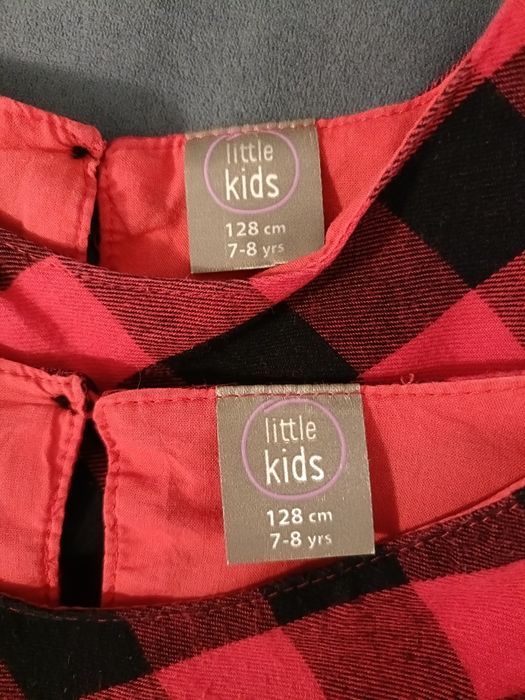 little
kids
128 cm
7-8 yrs
little
kids
128 cm
7-8 yrs